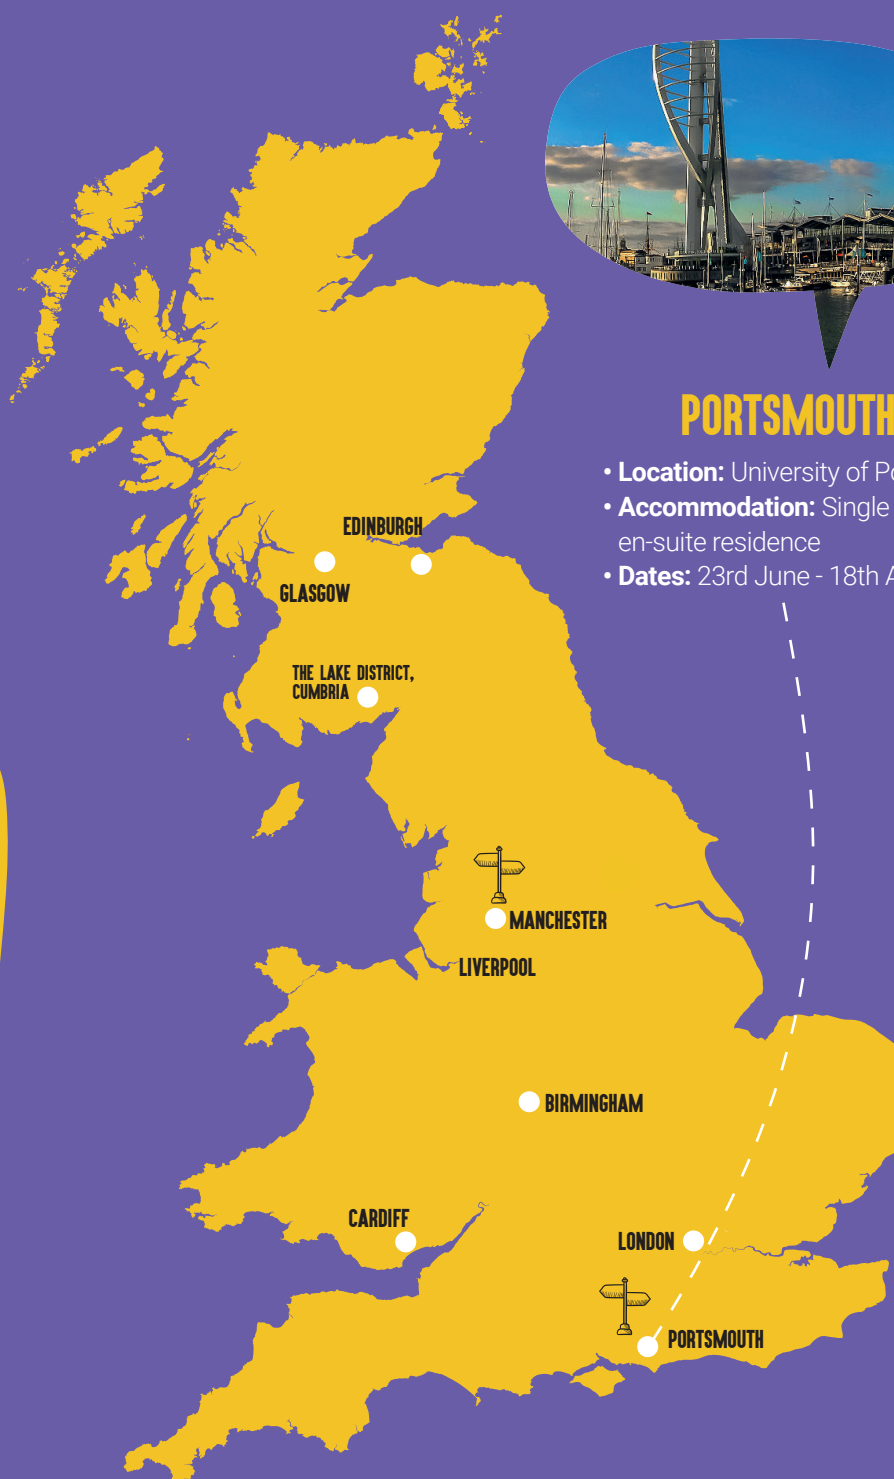 PORTSMOUTH
• Location: University of
• Accommodation: Single
en-suite residence
• Dates: 23rd June - 18th
EDINBURGH
GLASGOW
THE LAKE DISTRICT,
CUMBRIA
MANCHESTER
LIVERPOOL
BIRMINGHAM
CARDIFF
LONDON
PORTSMOUTH